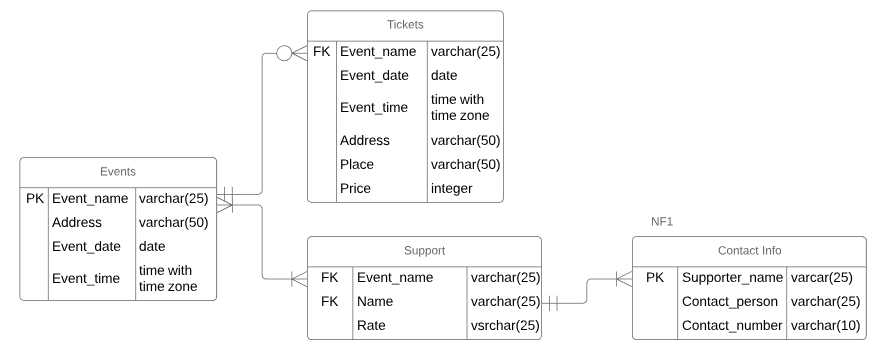 Tickets
FK Event_name varchar(25)
Event_date date
Event_time time with
time zone
Address varchar(50)
Place varchar(50)
Price integer
Events
PK Event_name varchar(25)
Address varchar(50)
Event_date date
Event_time time with
time zone
Support
FK Event_name varchar(25)
FK Name varchar(25)
Rate vsrchar(25)
NF1
Contact Info
PK Supporter_name varcar(25)
Contact_person varchar(25)
Contact_number varchar(10)